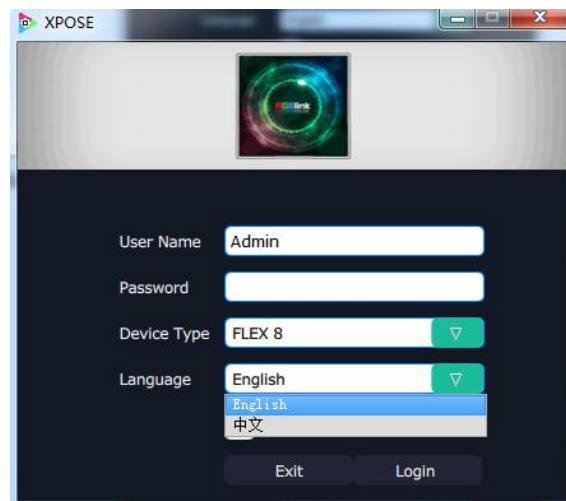 XPOSE
RGBlink
User Name Admin
Password
Device Type FLEX 8
Language English
English
中文
Exit Login